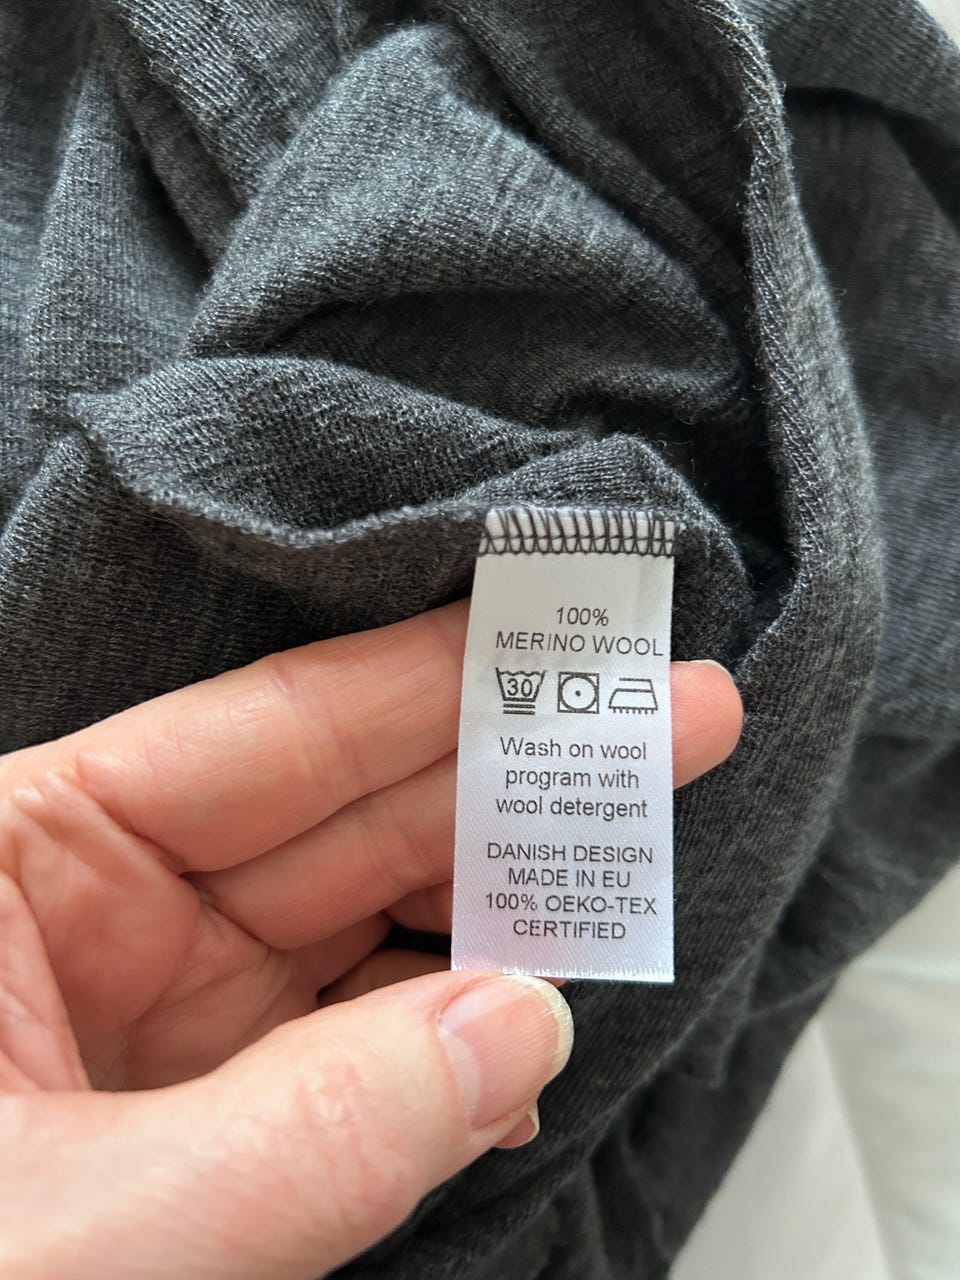 100%
MERINO WOOL
30
Wash on wool
program with
wool detergent
DANISH DESIGN
MADE IN EU
100% OEKO-TEX
CERTIFIED